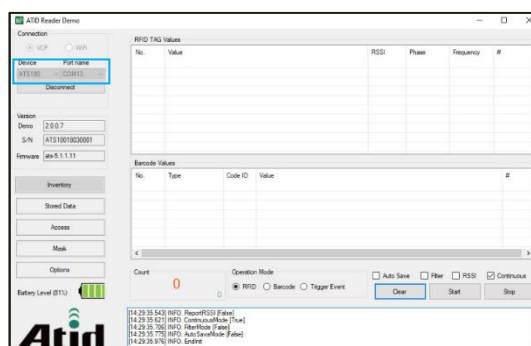 ATID Reader Demo
Connection
VCP Wifi
Device Port name
ATS100 COM13
Disconnect
Version
Demo 2.0.0.7
S/N ATS10018030001
Firmware ats-5.1.1.11
Inventory
Stored Data
Access
Mask
Options
Battery Level (81%)
Atid
RFID TAG Values
No. Value RSSI Phase Frequency #
Barcode Values
No. Type Code ID Value #
Count
0
0
Operation Mode
RFID Barcode Trigger Event
Auto Save Filter RSSI Continuous
Clear Start Stop
[14:29:35.543] INFO. ReportRSSI [False]
[14:29:35.621] INFO. ContinuousMode [True]
[14:29:35.706] INFO. FilterMode [False]
[14:29:35.775] INFO. AutoSaveMode [False]
[14:29:35.976] INFO. EndInit